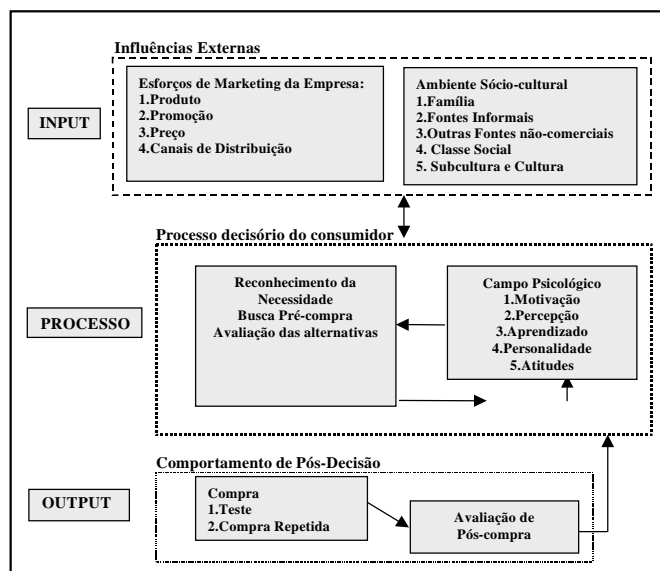 Influências Externas
INPUT
Esforços de Marketing da Empresa:
1.Produto
2.Promoção
3.Preço
4.Canais de Distribuição
Ambiente Sócio-cultural
1.Família
2.Fontes Informais
3.Outras Fontes não-comerciais
4. Classe Social
5. Subcultura e Cultura
Processo decisório do consumidor
PROCESSO
Reconhecimento da
Necessidade
Busca Pré-compra
Avaliação das alternativas
Campo Psicológico
1.Motivação
2.Percepção
3.Aprendizado
4.Personalidade
5.Atitudes
Comportamento de Pós-Decisão
OUTPUT
Compra
1.Teste
2.Compra Repetida
Avaliação de
Pós-compra